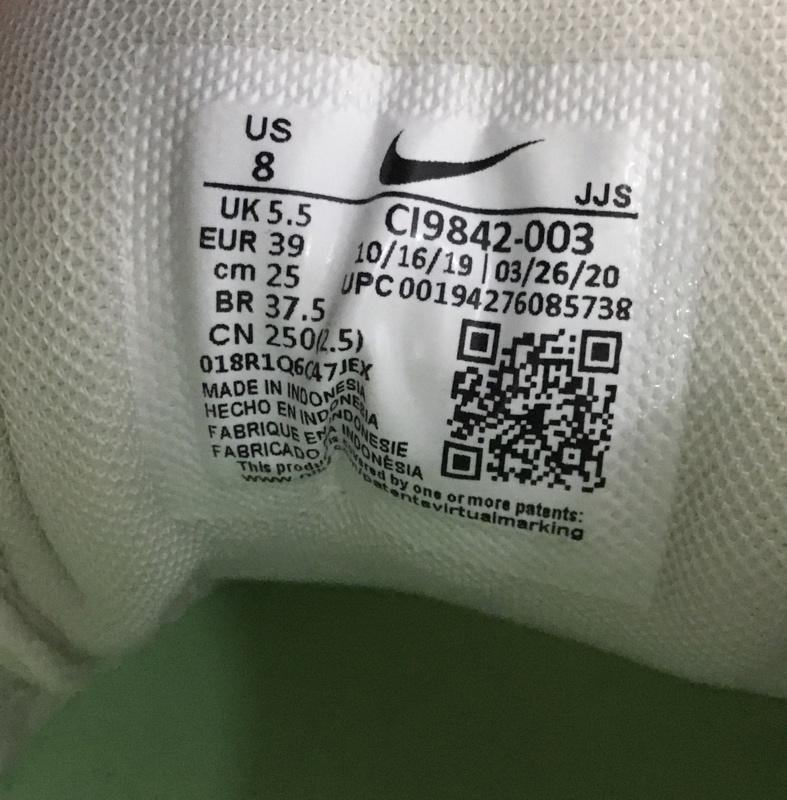 US
8
JJS
UK 5.5
EUR 39
cm 25
BR 37.5
CN 250(2.5)
CI9842-003
10/16/19 | 03/26/20
UPC 00194276085738
MADE IN INDONESIA
HECHO EN INDONESIA
FABRIQUE EN INDONESIE
FABRICADO INDONÉSIA
This by one or more patents: